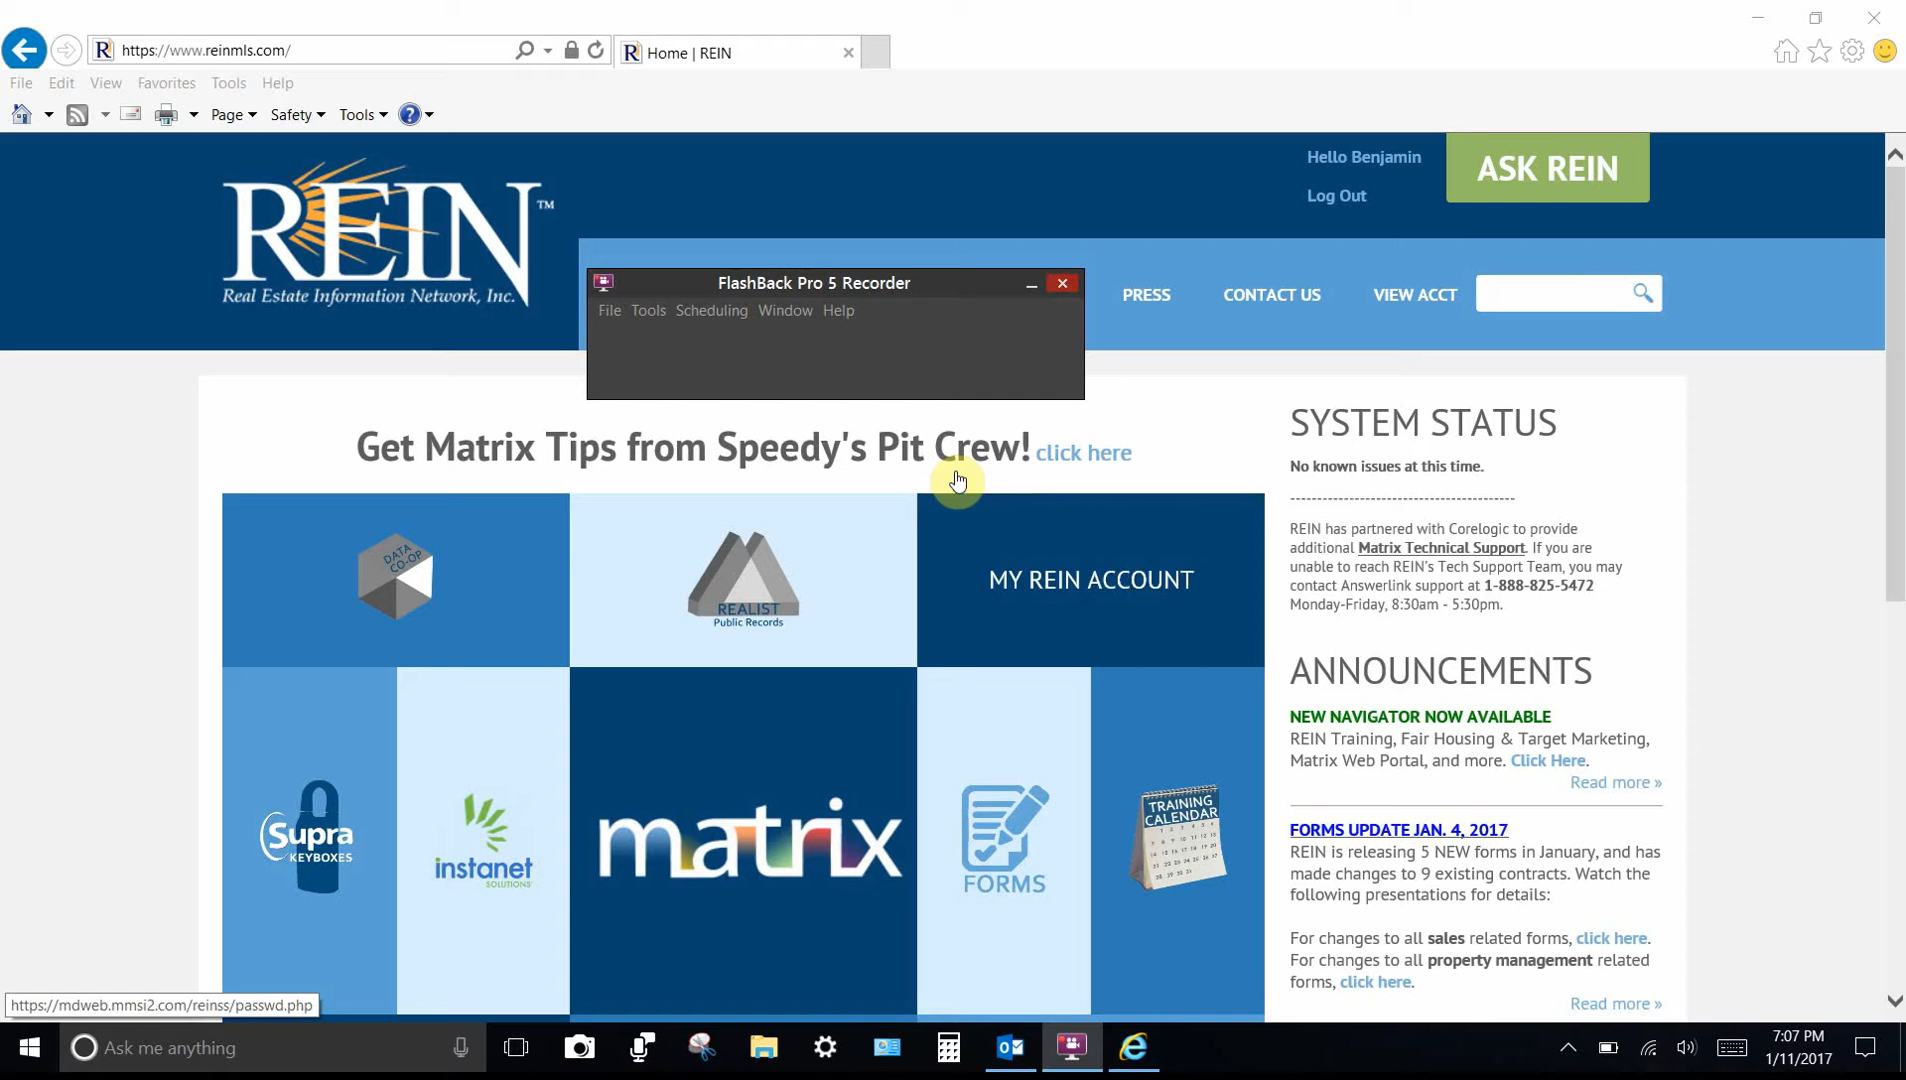 https://www.reinmls.com/
Home | REIN
File Edit View Favorites Tools Help
Page Safety Tools
REIN™
Real Estate Information Network, Inc.
Hello Benjamin
Log Out
ASK REIN
PRESS CONTACT US VIEW ACCT
FlashBack Pro 5 Recorder
File Tools Scheduling Window Help
Get Matrix Tips from Speedy's Pit Crew! click here
DATA
CO-OP
REALIST
Public Records
MY REIN ACCOUNT
Supra
KEYBOXES
instanet
SOLUTIONS
matrix
FORMS
TRAINING
CALENDAR
SYSTEM STATUS
No known issues at this time.
-----------------------------------------
REIN has partnered with Corelogic to provide
additional Matrix Technical Support. If you are
unable to reach REIN's Tech Support Team, you may
contact Answerlink support at 1-888-825-5472
Monday-Friday, 8:30am - 5:30pm.
ANNOUNCEMENTS
NEW NAVIGATOR NOW AVAILABLE
REIN Training, Fair Housing & Target Marketing,
Matrix Web Portal, and more. Click Here.
Read more »
FORMS UPDATE JAN. 4, 2017
REIN is releasing 5 NEW forms in January, and has
made changes to 9 existing contracts. Watch the
following presentations for details:
For changes to all sales related forms, click here.
For changes to all property management related
forms, click here.
Read more »
https://mdweb.mmsi2.com/reinss/passwd.php
Ask me anything
7:07 PM
1/11/2017